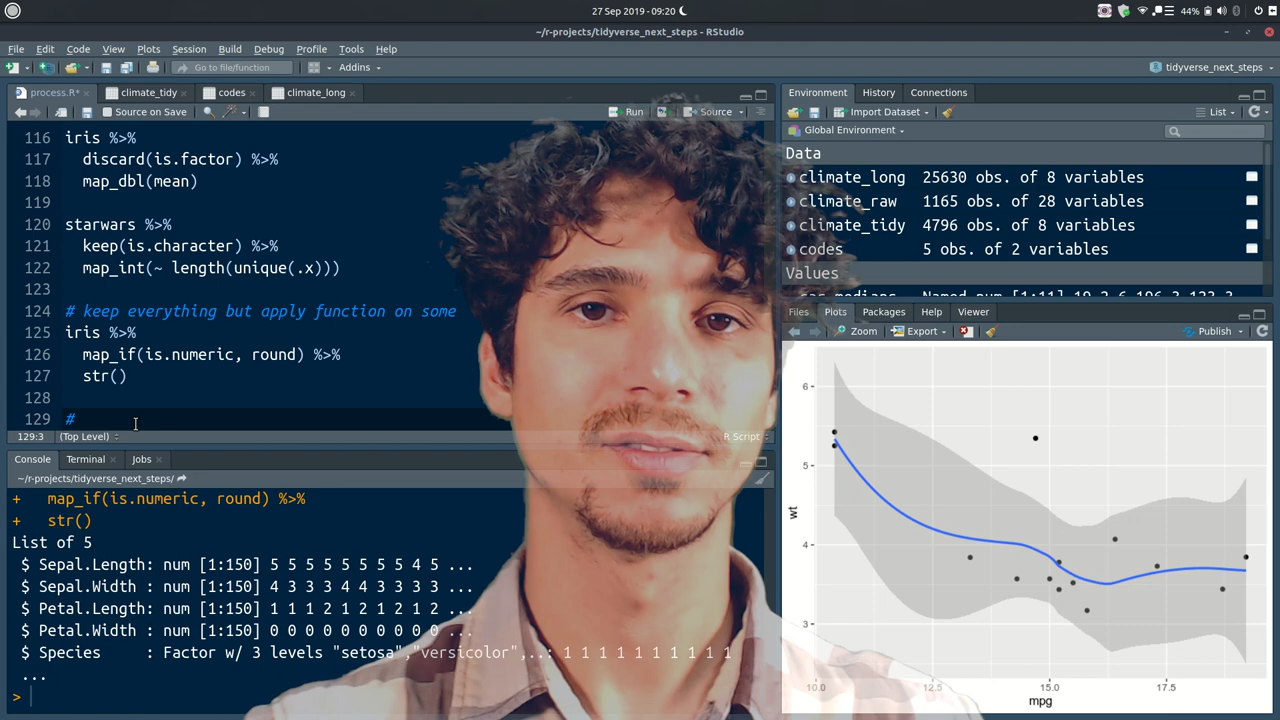 27 Sep 2019 - 09:20
44%
~/r-projects/tidyverse_next_steps - RStudio
File Edit Code View Plots Session Build Debug Profile Tools Help
Go to file/function Addins tidyverse_next_steps
process.R* climate_tidy codes climate_long
Source on Save Run Source
116 iris %>%
117 discard(is.factor) %>%
118 map_dbl(mean)
119
120 starwars %>%
121 keep(is.character) %>%
122 map_int(~ length(unique(.x)))
123
124 # keep everything but apply function on some
125 iris %>%
126 map_if(is.numeric, round) %>%
127 str()
128
129 #
129:3 (Top Level) R Script
Console Terminal Jobs
~/r-projects/tidyverse_next_steps/
+ map_if(is.numeric, round) %>%
+ str()
List of 5
$ Sepal.Length: num [1:150] 5 5 5 5 5 5 5 5 4 5 ...
$ Sepal.Width : num [1:150] 4 3 3 3 4 4 3 3 3 3 ...
$ Petal.Length: num [1:150] 1 1 1 2 1 2 1 2 1 2 ...
$ Petal.Width : num [1:150] 0 0 0 0 0 0 0 0 0 0 ...
$ Species : Factor w/ 3 levels "setosa","versicolor",..: 1 1 1 1 1 1 1 1 1 1
...
>
Environment History Connections
Import Dataset List
Global Environment
Data
climate_long 25630 obs. of 8 variables
climate_raw 1165 obs. of 28 variables
climate_tidy 4796 obs. of 8 variables
codes 5 obs. of 2 variables
Values
Files Plots Packages Help Viewer
Zoom Export Publish
6
5
4
3
wt
10.0 12.5 15.0 17.5
mpg